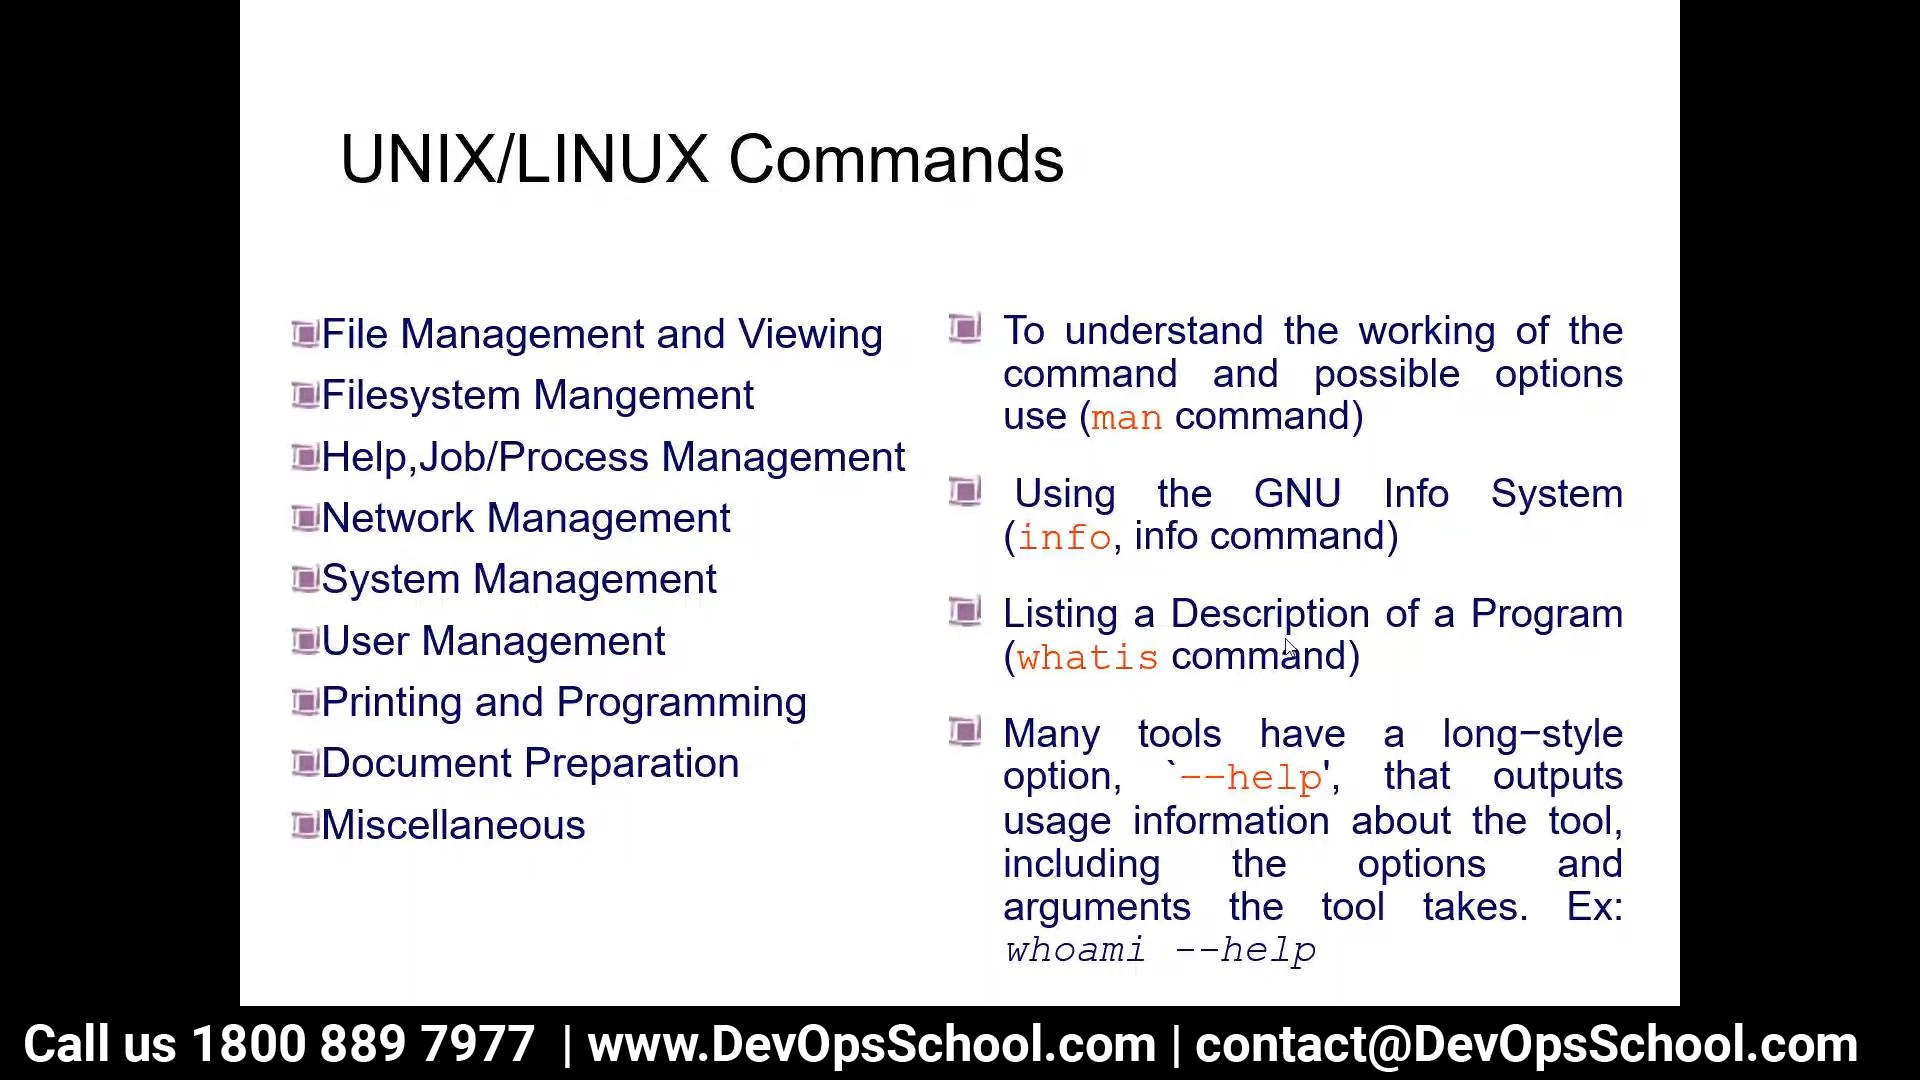 UNIX/LINUX Commands
File Management and Viewing
Filesystem Mangement
Help,Job/Process Management
Network Management
System Management
User Management
Printing and Programming
Document Preparation
Miscellaneous
To understand the working of the
command and possible options
use (man command)
Using the GNU Info System
(info, info command)
Listing a Description of a Program
(whatis command)
Many tools have a long−style
option, `−−help', that outputs
usage information about the tool,
including the options and
arguments the tool takes. Ex:
whoami --help
Call us 1800 889 7977 | www.DevOpsSchool.com | contact@DevOpsSchool.com